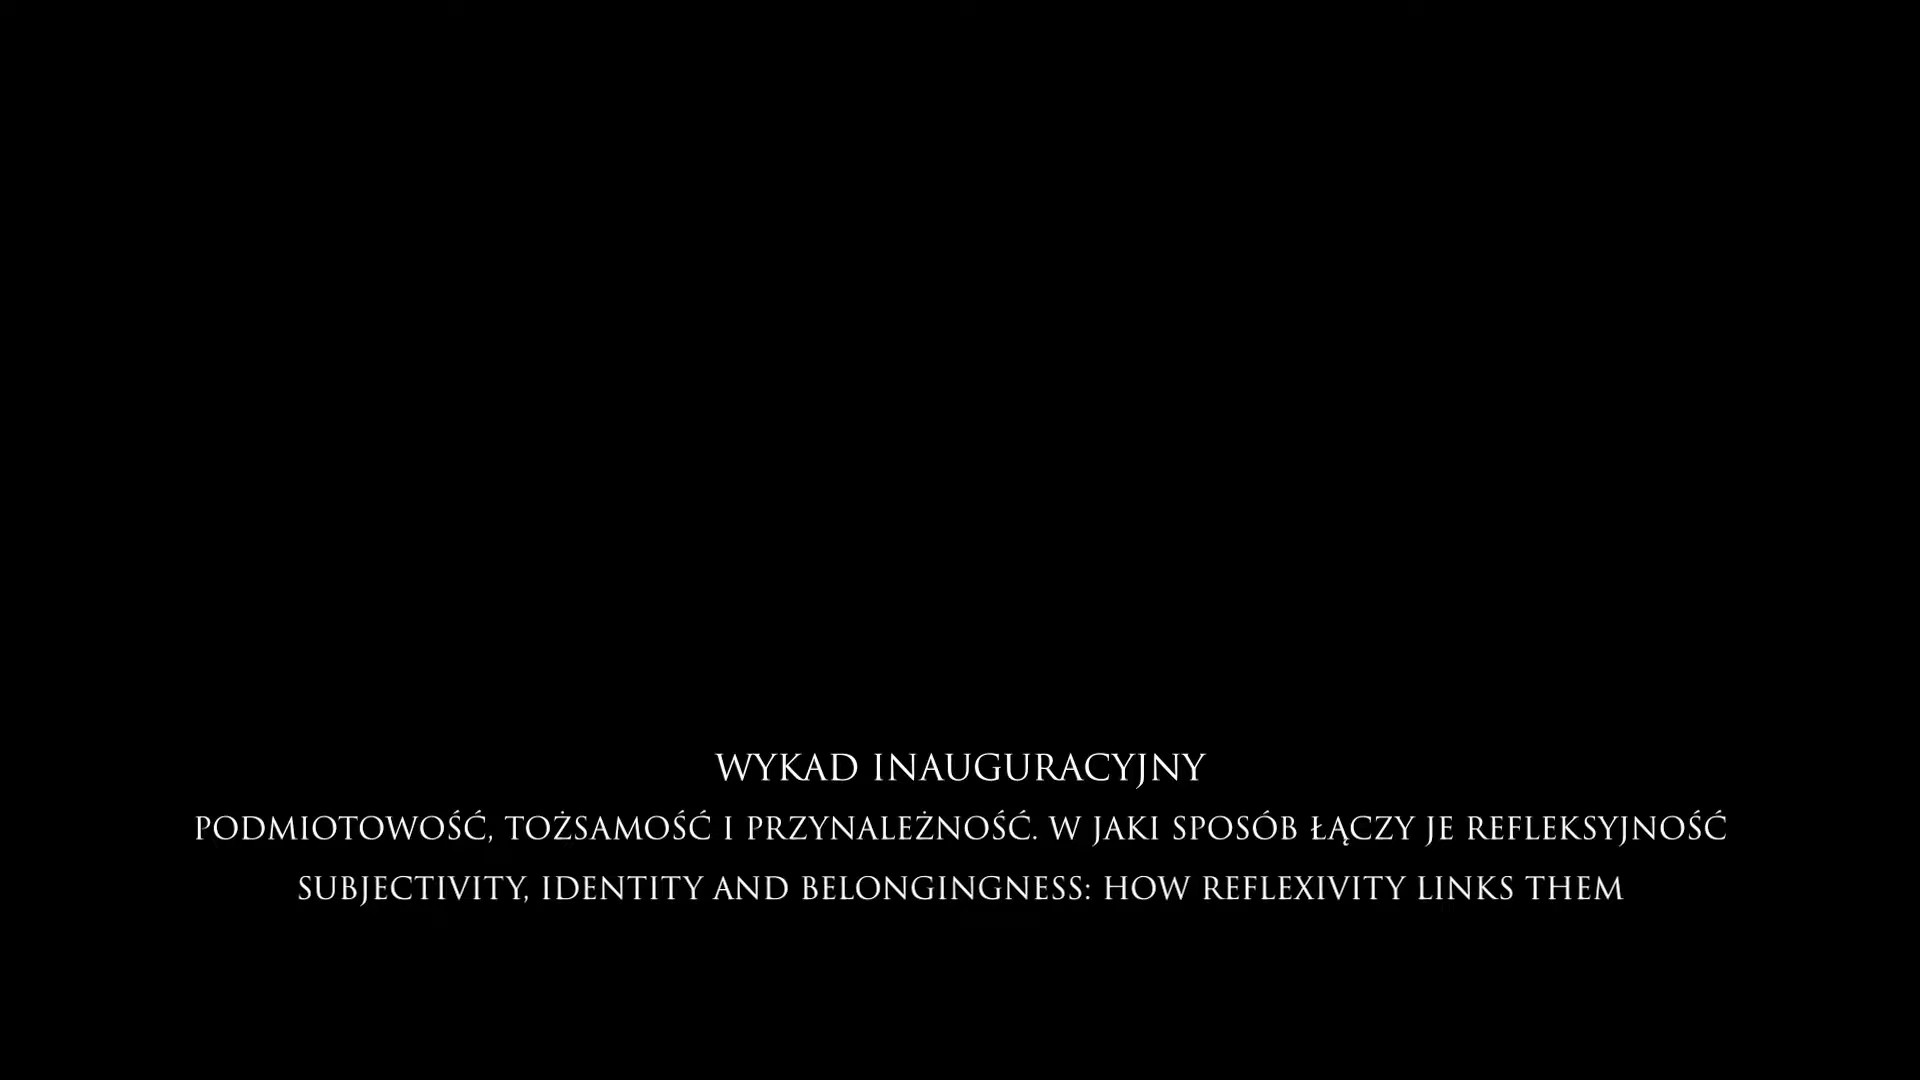 WYKAD INAUGURACYJNY
PODMIOTOWOŚĆ, TOŻSAMOŚĆ I PRZYNALEŻNOŚĆ. W JAKI SPOSÓB ŁĄCZY JE REFLEKSYJNOŚĆ
SUBJECTIVITY, IDENTITY AND BELONGINGNESS: HOW REFLEXIVITY LINKS THEM